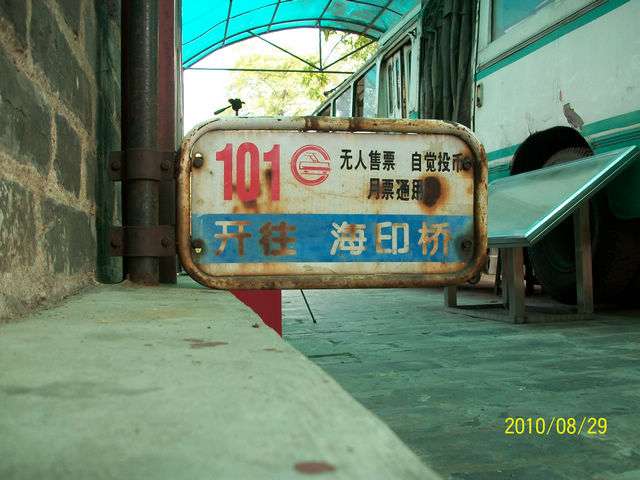 101 无人售票 自觉投币
月票通用
开往 海印桥
2010/08/29